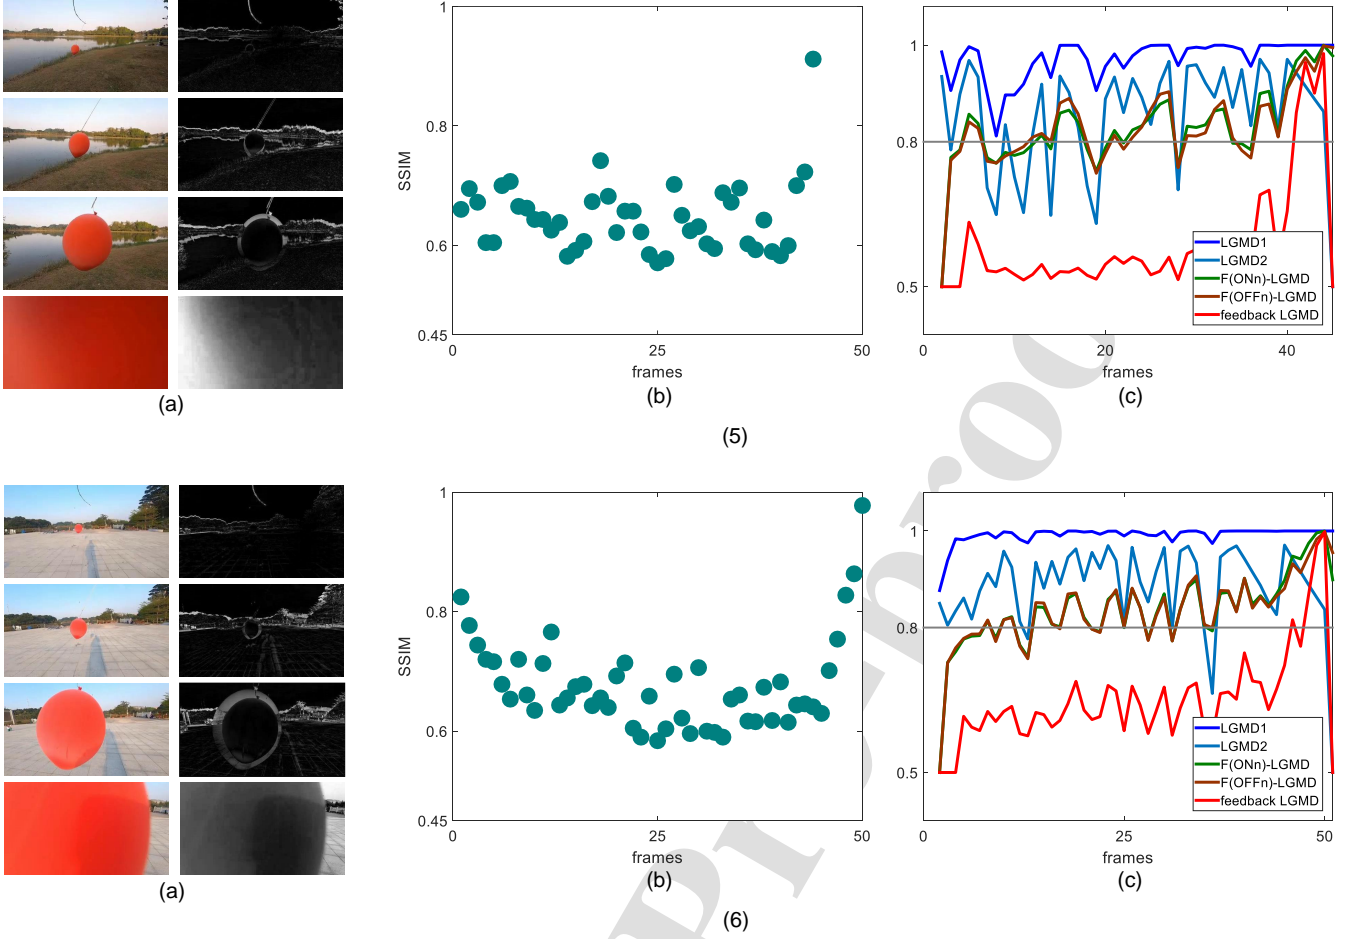 1
0.8
0.6
0.45
SSIM
0
25
50
frames
(b)
1
0.8
0.5
LGMD1
LGMD2
F(ONn)-LGMD
F(OFFn)-LGMD
feedback LGMD
0
20
40
frames
(c)
(a)
(5)
1
0.8
0.6
0.45
SSIM
0
25
50
frames
(b)
1
0.8
0.5
LGMD1
LGMD2
F(ONn)-LGMD
F(OFFn)-LGMD
feedback LGMD
0
25
50
frames
(c)
(a)
(6)